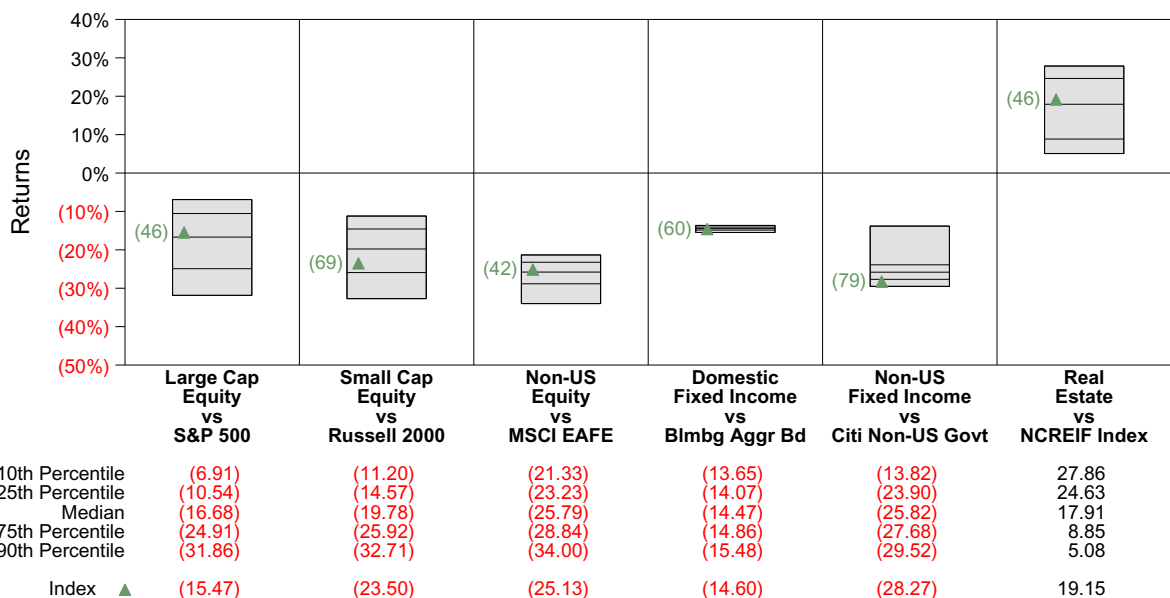 Returns
40%
30%
20%
10%
0%
(10%)
(20%)
(30%)
(40%)
(50%)
(46)
(69)
(42)
(60)
(79)
(46)
Large Cap
Equity
vs
S&P 500
Small Cap
Equity
vs
Russell 2000
Non-US
Equity
vs
MSCI EAFE
Domestic
Fixed Income
vs
Blmbg Aggr Bd
Non-US
Fixed Income
vs
Citi Non-US Govt
Real
Estate
vs
NCREIF Index
10th Percentile (6.91) (11.20) (21.33) (13.65) (13.82) 27.86
25th Percentile (10.54) (14.57) (23.23) (14.07) (23.90) 24.63
Median (16.68) (19.78) (25.79) (14.47) (25.82) 17.91
75th Percentile (24.91) (25.92) (28.84) (14.86) (27.68) 8.85
90th Percentile (31.86) (32.71) (34.00) (15.48) (29.52) 5.08
Index (15.47) (23.50) (25.13) (14.60) (28.27) 19.15